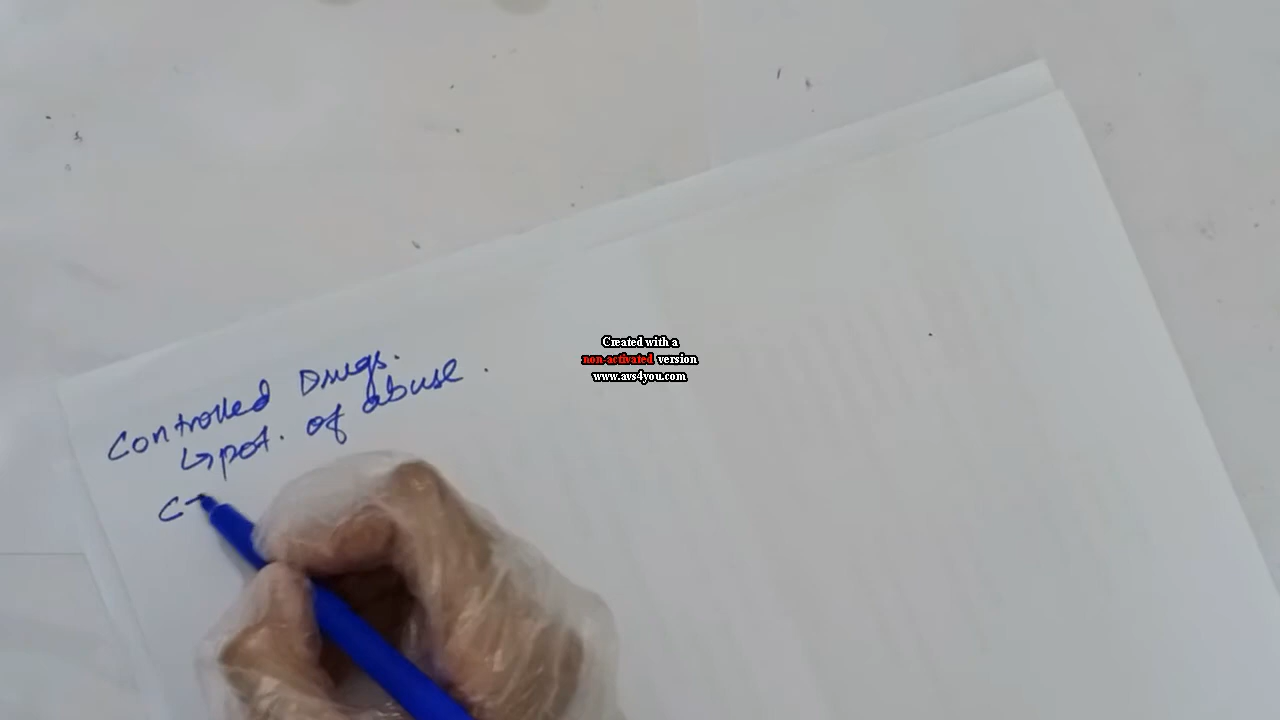 Controlled Drugs.
↳pot. of abuse.
C-
Created with a
non-activated version
www.avs4you.com